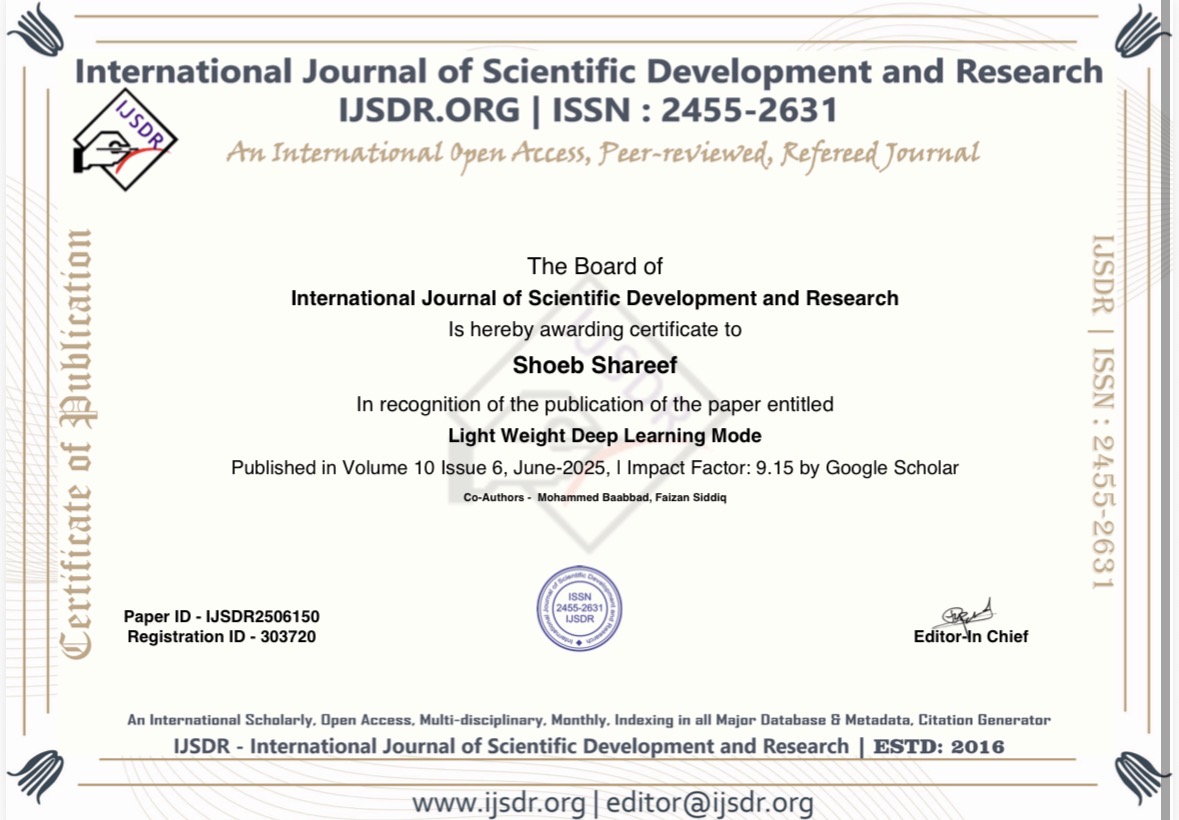 International Journal of Scientific Development and Research
IJSDR.ORG | ISSN : 2455-2631
An International Open Access, Peer-reviewed, Refereed Journal
IJSDR
Certificate of Publication
IJSDR | ISSN : 2455-2631
The Board of
International Journal of Scientific Development and Research
Is hereby awarding certificate to
Shoeb Shareef
In recognition of the publication of the paper entitled
Light Weight Deep Learning Mode
Published in Volume 10 Issue 6, June-2025, | Impact Factor: 9.15 by Google Scholar
Co-Authors - Mohammed Baabbad, Faizan Siddiq
IJSDR
Paper ID - IJSDR2506150
Registration ID - 303720
International Journal of Scientific Development and Research
ISSN
2455-2631
IJSDR
Editor-In Chief
An International Scholarly, Open Access, Multi-disciplinary, Monthly, Indexing in all Major Database & Metadata, Citation Generator
IJSDR - International Journal of Scientific Development and Research | ESTD: 2016
www.ijsdr.org | editor@ijsdr.org